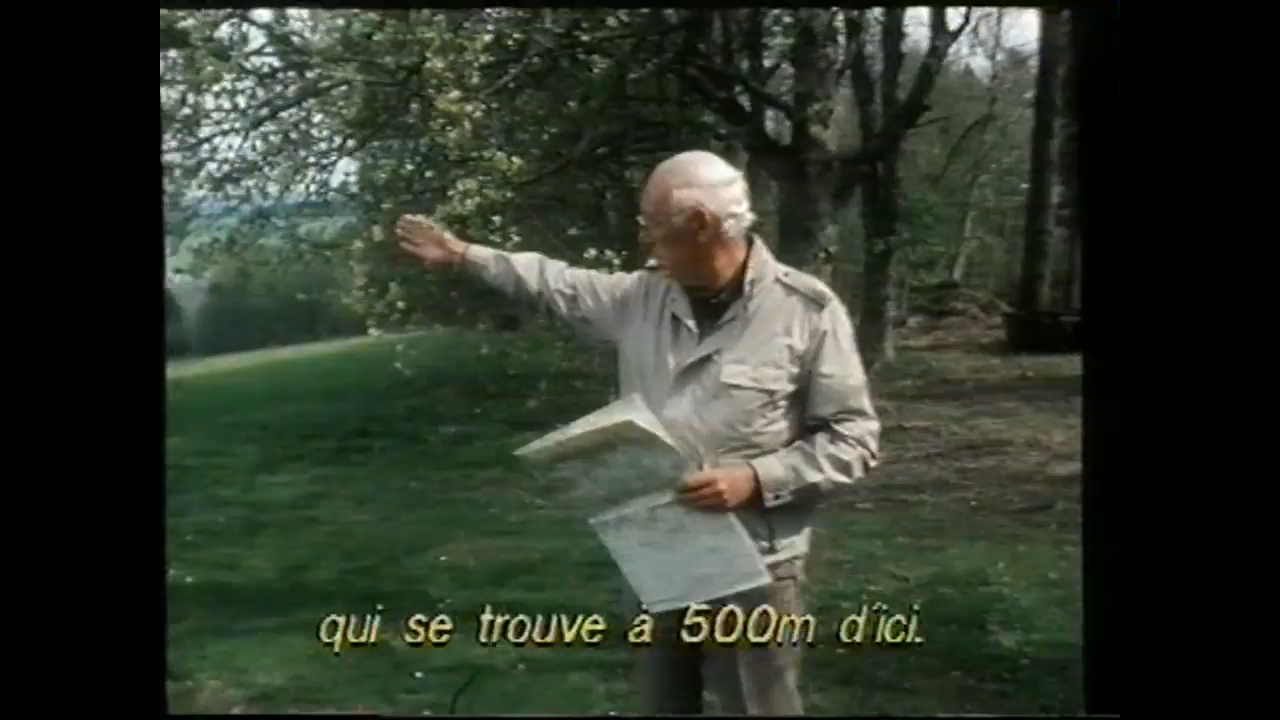 qui se trouve à 500m d'ici.